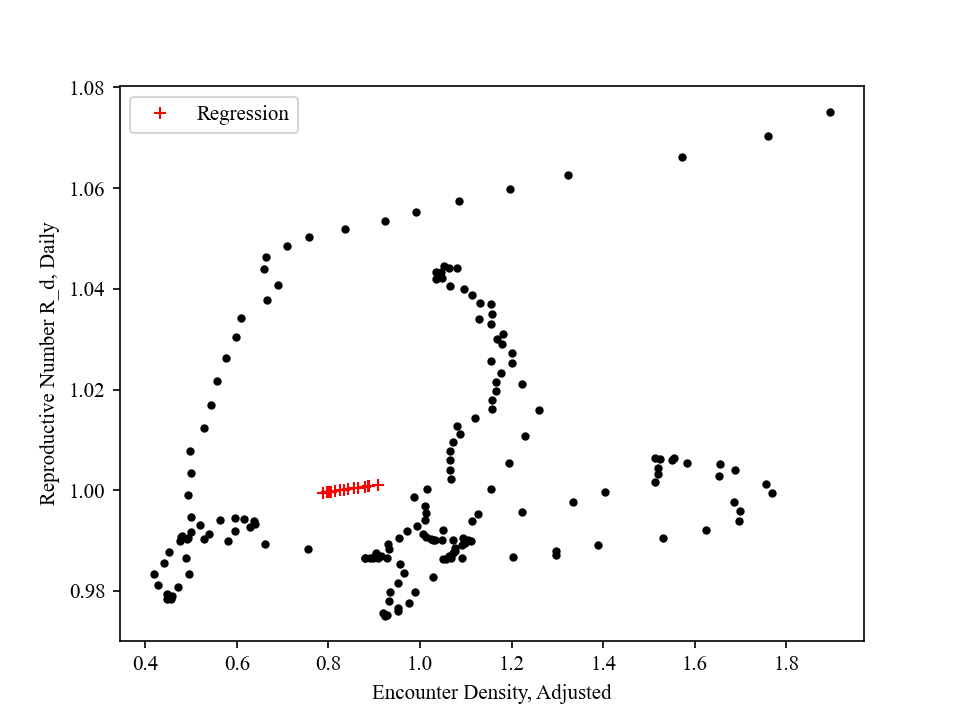 Regression
Reproductive Number R_d, Daily
1.08
1.06
1.04
1.02
1.00
0.98
0.4 0.6 0.8 1.0 1.2 1.4 1.6 1.8
Encounter Density, Adjusted